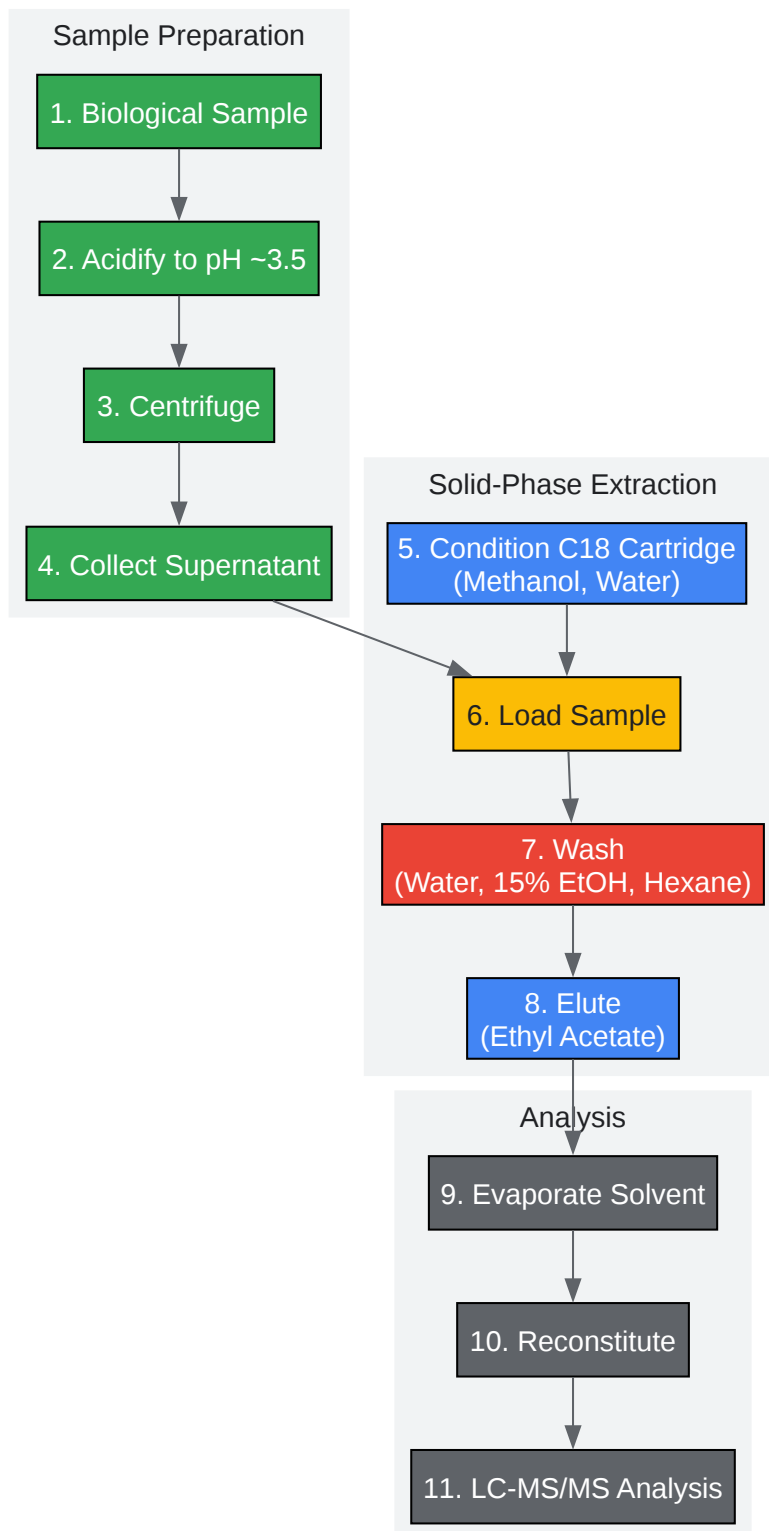 Sample Preparation
1. Biological Sample
2. Acidify to pH ~3.5
3. Centrifuge
4. Collect Supernatant
Solid-Phase Extraction
5. Condition C18 Cartridge
(Methanol, Water)
6. Load Sample
7. Wash
(Water, 15% EtOH, Hexane)
8. Elute
(Ethyl Acetate)
Analysis
9. Evaporate Solvent
10. Reconstitute
11. LC-MS/MS Analysis